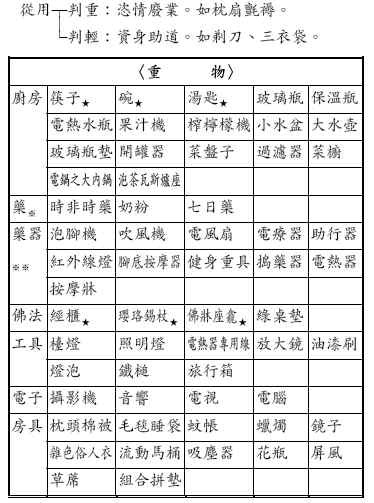 從用 判重：恣情廢業。如枕扇氈褥。
判輕：資身助道。如剃刀、三衣袋。
〈重 物〉
廚房 筷子★ 碗★ 湯匙★ 玻璃瓶 保溫瓶
電熱水瓶 果汁機 榨檸檬機 小水盆 大水壺
玻璃瓶墊 開罐器 菜盤子 過濾器 菜櫥
電鍋之大內鍋 泡茶瓦斯爐座
藥※ 時非時藥 奶粉 七日藥
藥器※※ 泡腳機 吹風機 電風扇 電療器 助行器
紅外線燈 腳底按摩器 健身重具 搗藥器 電熱器
按摩牀
佛法 經櫃★ 瓔珞錫杖★ 佛牀座龕★ 綠桌墊
工具 檯燈 照明燈 電熱器專用線 放大鏡 油漆刷
燈泡 鐵槌 旅行箱
電子 攝影機 音響 電視 電腦
房具 枕頭棉被 毛毯睡袋 蚊帳 蠟燭 鏡子
雜色俗人衣 流動馬桶 吸塵器 花瓶 屏風
草蓆 組合拼墊